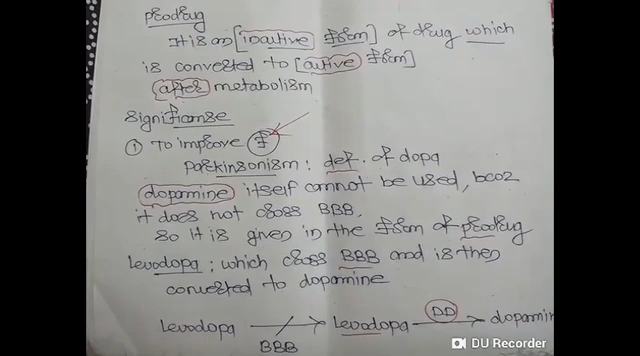 prodrug
It is an [inactive form] of drug which
is converted to [active form]
after metabolism
significanse
① To improve F
parkinsonism: def. of dopa
dopamine itself cannot be used, bcoz
it does not cross BBB.
so it is given in the form of prodrug
Levodopa; which cross BBB and is then
converted to dopamine
Levodopa → Levodopa DD → dopamin
BBB
DU Recorder